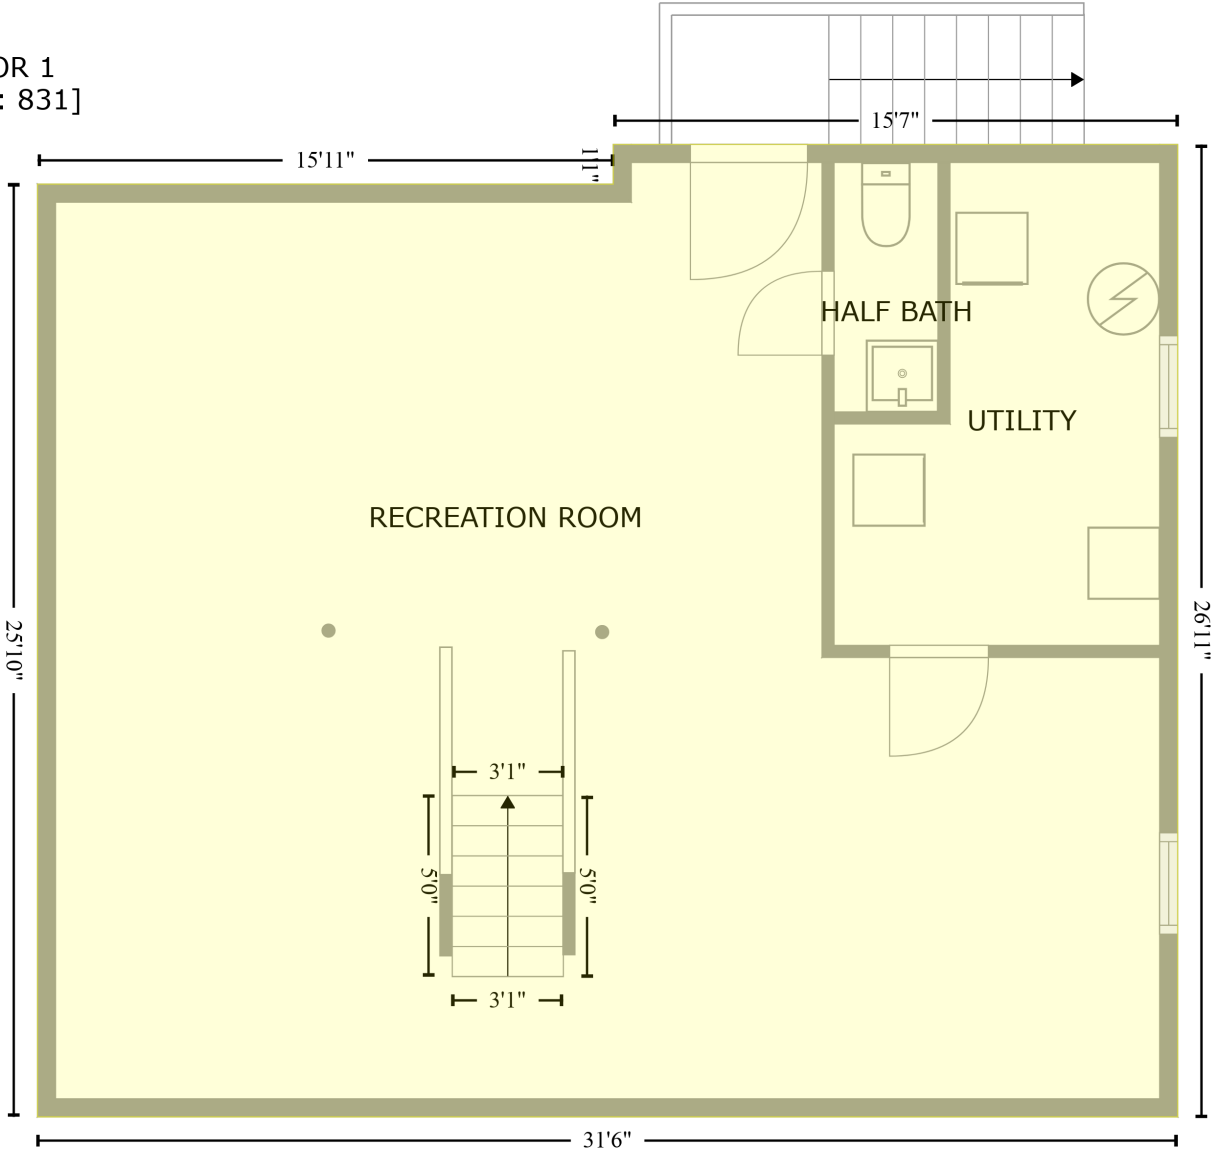 OR 1
: 831]
15'7"
15'11"
1'1"
HALF BATH
UTILITY
RECREATION ROOM
25'10"
26'11"
3'1"
5'0"
5'0"
3'1"
31'6"